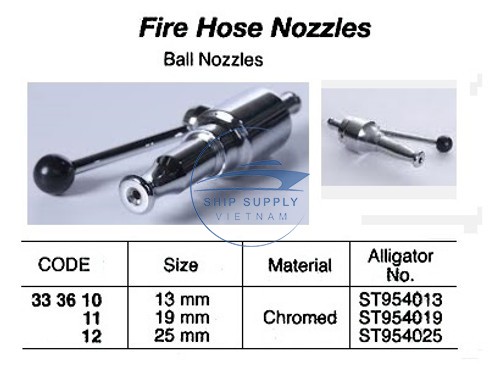 Fire Hose Nozzles
Ball Nozzles
SHIP SUPPLY
VIETNAM
CODE Size Material Alligator No.
33 36 10 13 mm Chromed ST954013
11 19 mm ST954019
12 25 mm ST954025